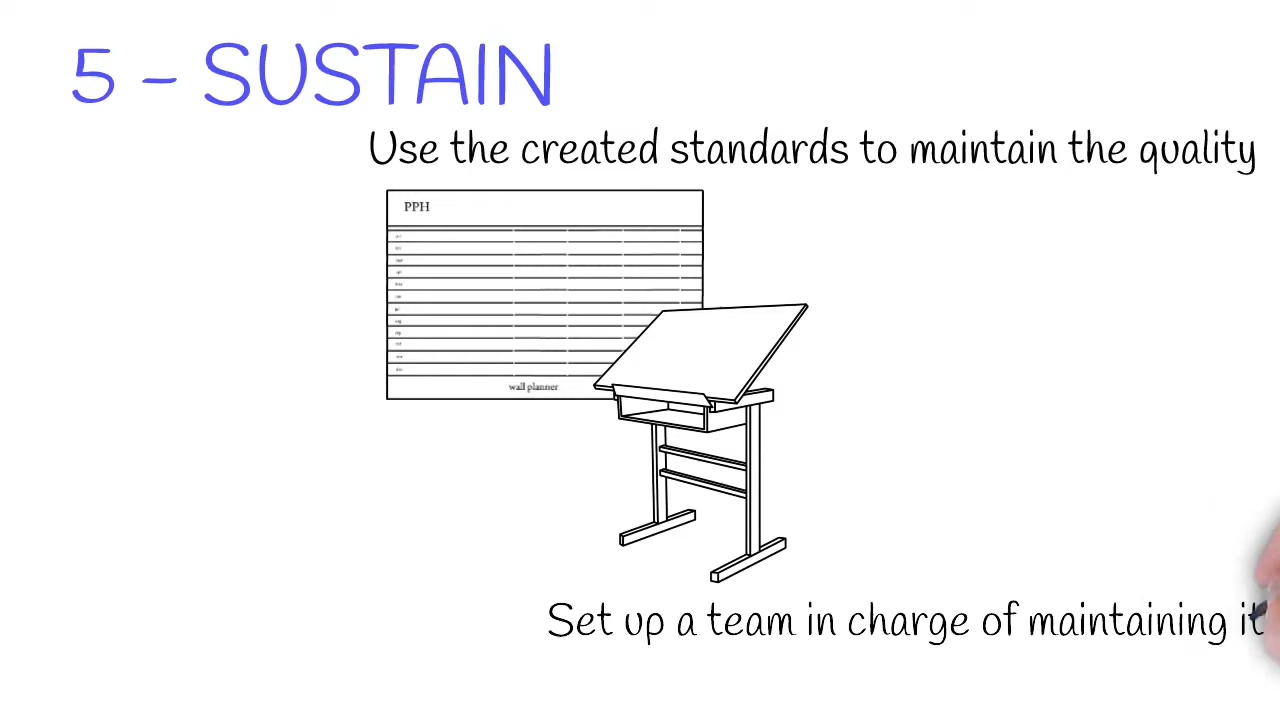 5 - SUSTAIN
Use the created standards to maintain the quality
PPH
wall planner
Set up a team in charge of maintaining it